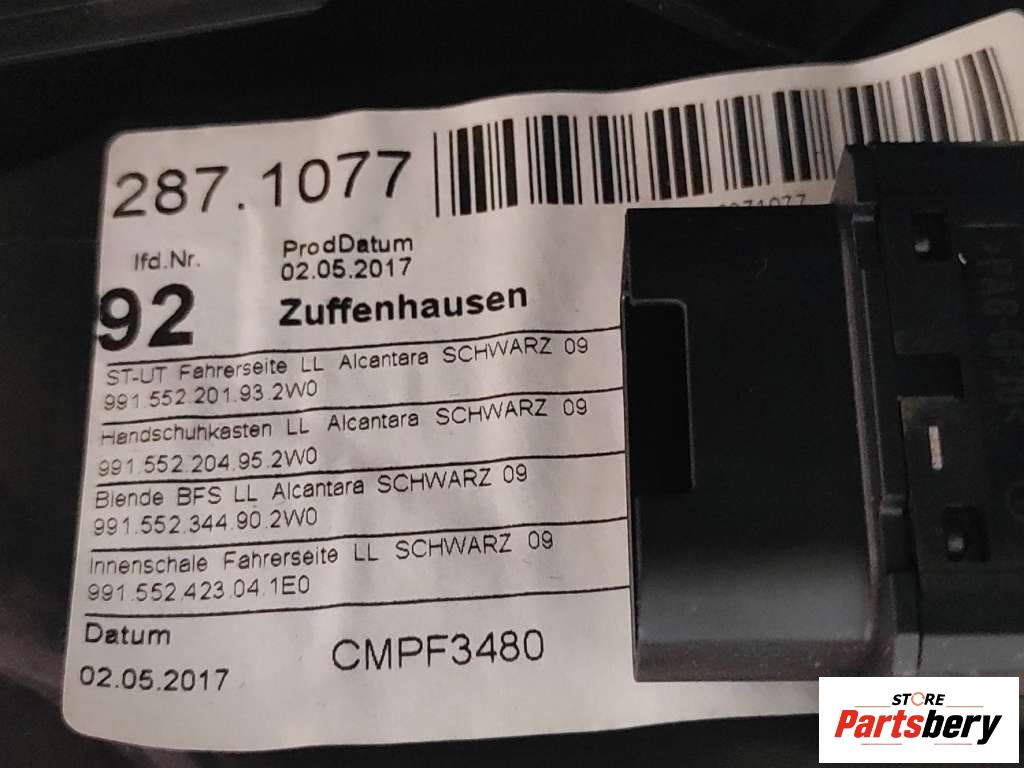 287.1077
lfd.Nr.
ProdDatum
02.05.2017
92
Zuffenhausen
ST-UT Fahrerseite LL Alcantara SCHWARZ 09
991.552.201.93.2W0
Handschuhkasten LL Alcantara SCHWARZ 09
991.552.204.95.2W0
Blende BFS LL Alcantara SCHWARZ 09
991.552.344.90.2W0
Innenschale Fahrerseite LL SCHWARZ 09
991.552.423.04.1E0
Datum
02.05.2017
CMPF3480
STORE
Partsbery